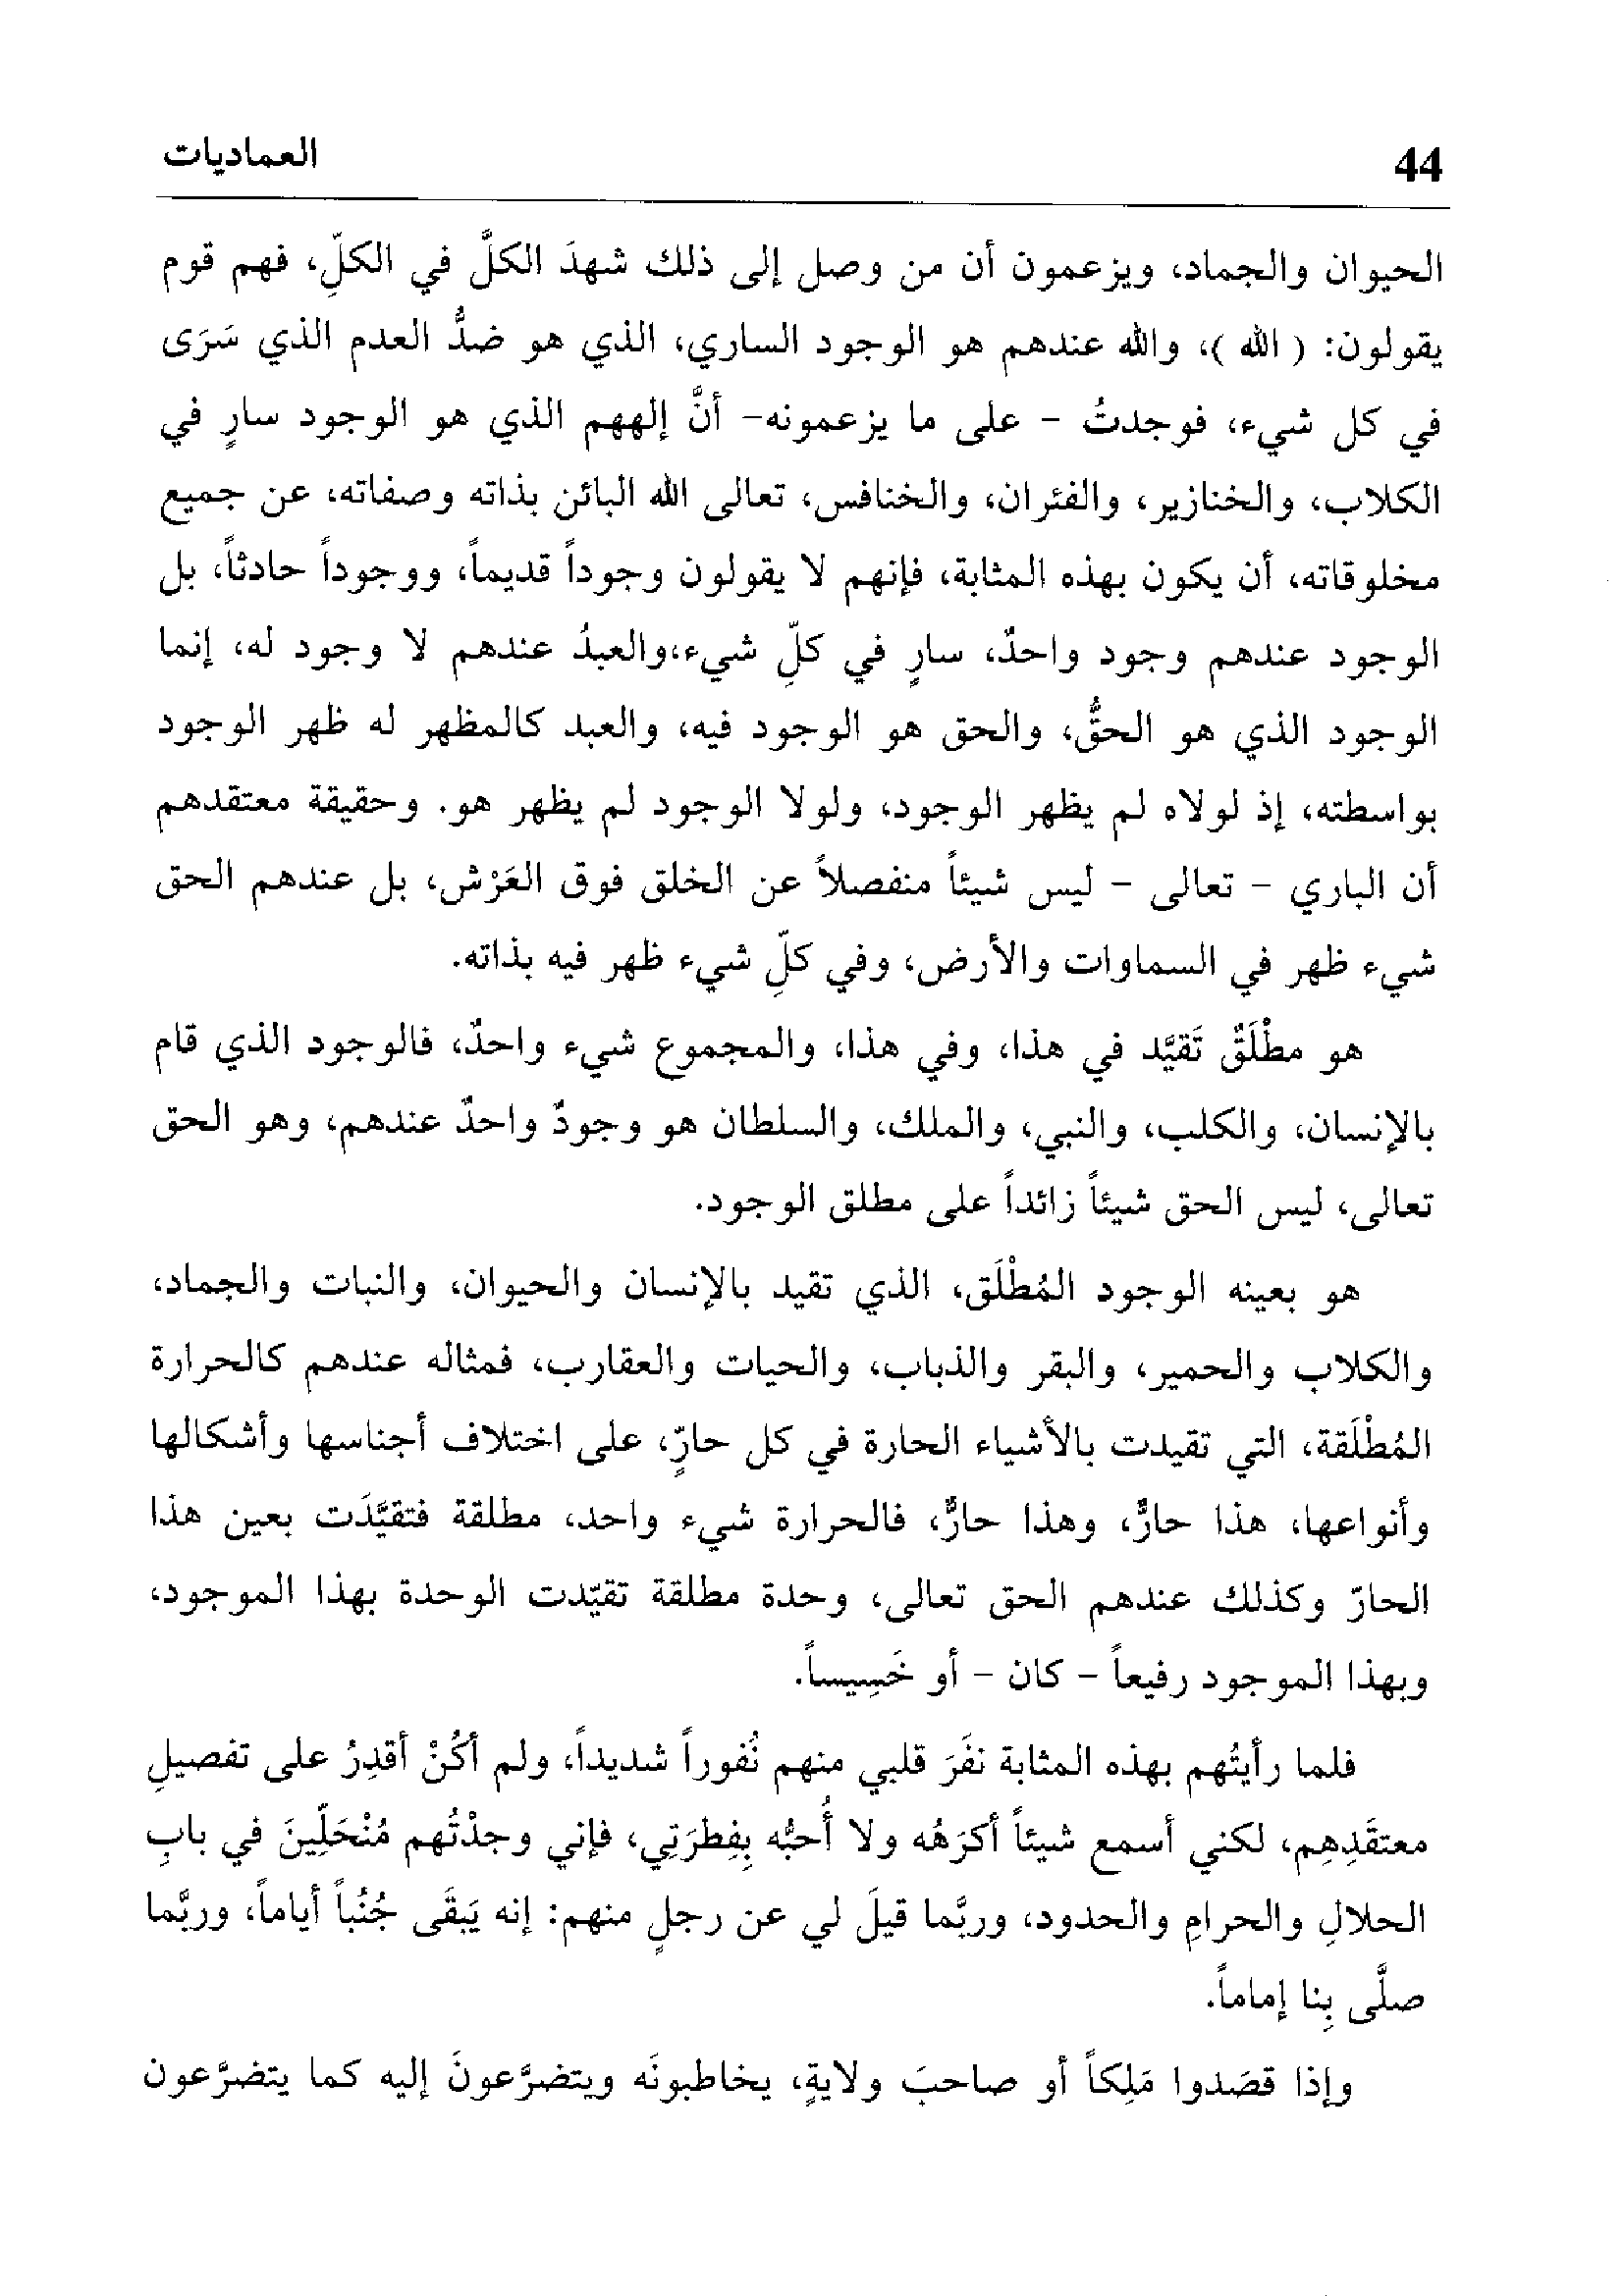 44
العماديات
الحيوان والجماد، ويزعمون أن من وصل إلى ذلك شهدَ الكلَّ في الكلِّ، فهم قوم
يقولون: ( الله )، والله عندهم هو الوجود الساري، الذي هو ضدُّ العدم الذي سَرَى
في كل شيء، فوجدتُ - على ما يزعمونه- أنَّ إلههم الذي هو الوجود سارٍ في
الكلاب، والخنازير، والفئران، والخنافس، تعالى الله البائن بذاته وصفاته، عن جميع
مخلوقاته، أن يكون بهذه المثابة، فإنهم لا يقولون وجوداً قديماً، ووجوداً حادثاً، بل
الوجود عندهم وجود واحدٌ، سارٍ في كلِّ شيء،والعبدُ عندهم لا وجود له، إنما
الوجود الذي هو الحقُّ، والحق هو الوجود فيه، والعبد كالمظهر له ظهر الوجود
بواسطته، إذ لولاه لم يظهر الوجود، ولولا الوجود لم يظهر هو. وحقيقة معتقدهم
أن الباري - تعالى - ليس شيئاً منفصلاً عن الخلق فوق العَرْش، بل عندهم الحق
شيء ظهر في السماوات والأرض، وفي كلِّ شيء ظهر فيه بذاته.
هو مطْلَقٌ تَقيَّد في هذا، وفي هذا، والمجموع شيء واحدٌ، فالوجود الذي قام
بالإنسان، والكلب، والنبي، والملك، والسلطان هو وجودٌ واحدٌ عندهم، وهو الحق
تعالى، ليس الحق شيئاً زائداً على مطلق الوجود.
هو بعينه الوجود المُطْلَق، الذي تقيد بالإنسان والحيوان، والنبات والجماد،
والكلاب والحمير، والبقر والذباب، والحيات والعقارب، فمثاله عندهم كالحرارة
المُطْلَقة، التي تقيدت بالأشياء الحارة في كل حارٍّ، على اختلاف أجناسها وأشكالها
وأنواعها، هذا حارٌّ، وهذا حارٌّ، فالحرارة شيء واحد، مطلقة فتقيَّدَت بعين هذا
الحارّ وكذلك عندهم الحق تعالى، وحدة مطلقة تقيّدت الوحدة بهذا الموجود،
وبهذا الموجود رفيعاً - كان - أو خَسِيساً.
فلما رأيتُهم بهذه المثابة نفَرَ قلبي منهم نُفوراً شديداً، ولم أكُنْ أقدِرُ على تفصيلِ
معتقَدِهِم، لكني أسمع شيئاً أكرَهُه ولا أُحبُّه بِفِطرَتِي، فإني وجدْتُهم مُنْحَلِّينَ في بابِ
الحلالِ والحرامِ والحدود، وربَّما قيلَ لي عن رجلٍ منهم: إنه يَبقَى جُنُباً أياماً، وربَّما
صلَّى بِنا إماماً.
وإذا قصَدوا مَلِكاً أو صاحبَ ولايةٍ، يخاطبونَه ويتضرَّعونَ إليه كما يتضرَّعون